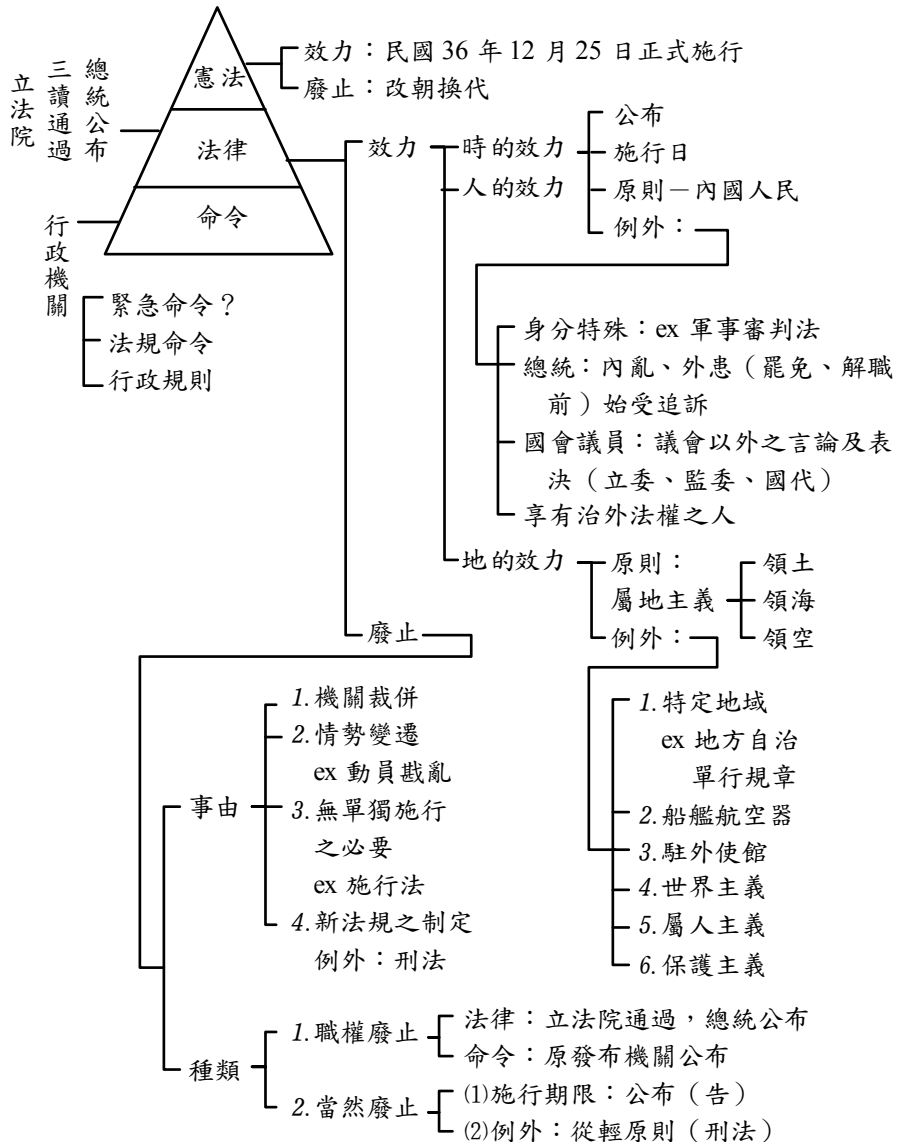 憲法
法律
命令
效力：民國 36 年 12 月 25 日正式施行
廢止：改朝換代
總統公布
三讀通過
立法院
行政機關
緊急命令？
法規命令
行政規則
效力
時的效力
公布
施行日
人的效力
原則－內國人民
例外：
身分特殊：ex 軍事審判法
總統：內亂、外患（罷免、解職
前）始受追訴
國會議員：議會以外之言論及表
決（立委、監委、國代）
享有治外法權之人
地的效力
原則：
屬地主義
領土
領海
領空
例外：
1.特定地域
ex 地方自治
單行規章
2.船艦航空器
3.駐外使館
4.世界主義
5.屬人主義
6.保護主義
廢止
事由
1.機關裁併
2.情勢變遷
ex 動員戡亂
3.無單獨施行
之必要
ex 施行法
4.新法規之制定
例外：刑法
種類
1.職權廢止
法律：立法院通過，總統公布
命令：原發布機關公布
2.當然廢止
⑴施行期限：公布（告）
⑵例外：從輕原則（刑法）